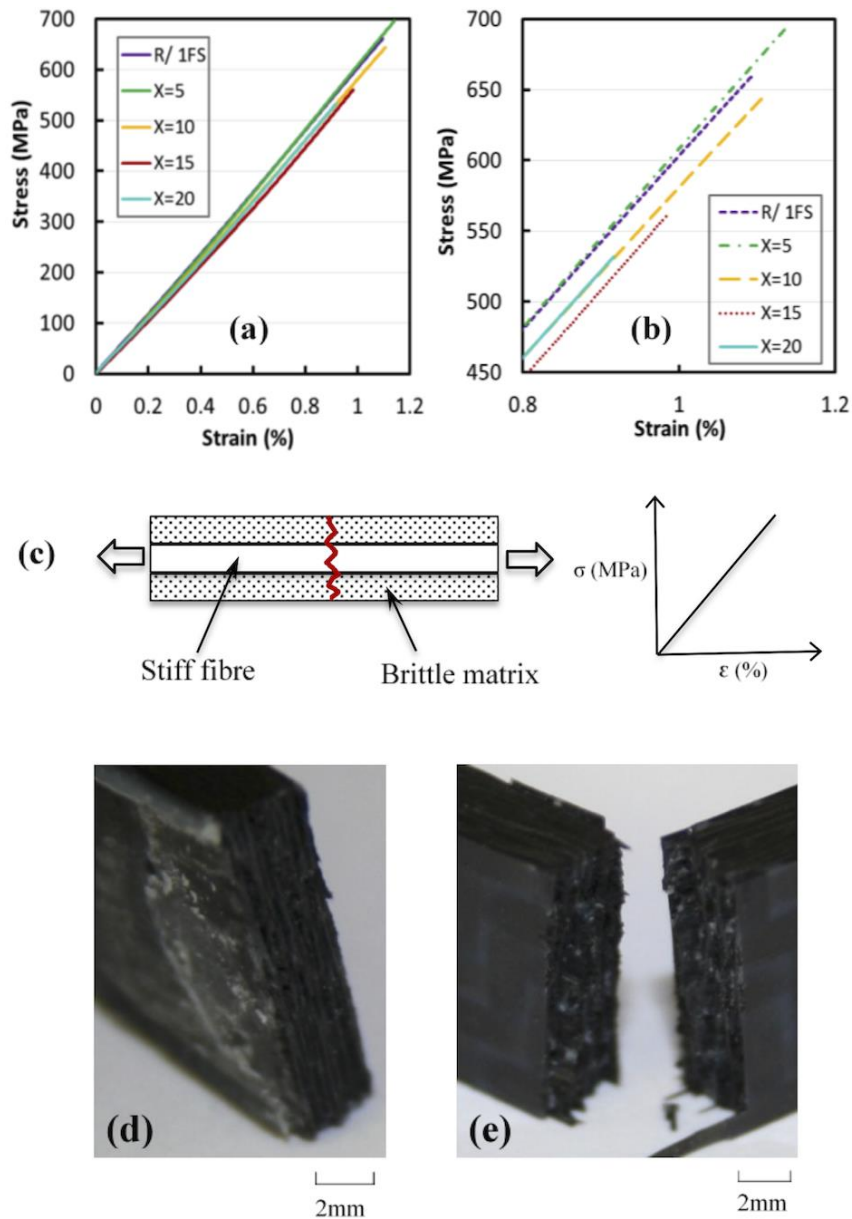 700
600
500
400
300
200
100
0
Stress (MPa)
R/ 1FS
X=5
X=10
X=15
X=20
(a)
0 0.2 0.4 0.6 0.8 1 1.2
Strain (%)
700
650
600
550
500
450
Stress (MPa)
R/ 1FS
X=5
X=10
X=15
X=20
(b)
0.8 1 1.2
Strain (%)
(c)
Stiff fibre
Brittle matrix
σ (MPa)
ε (%)
(d)
2mm
(e)
2mm